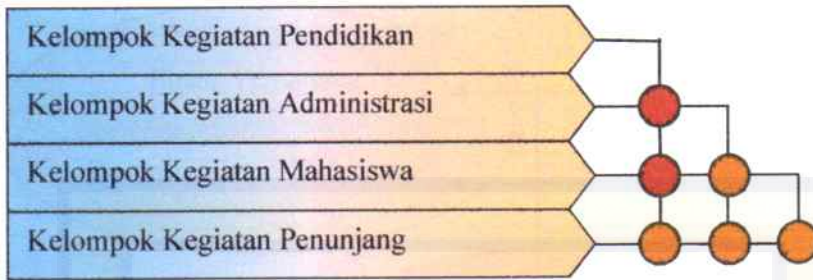 Kelompok Kegiatan Pendidikan
Kelompok Kegiatan Administrasi
Kelompok Kegiatan Mahasiswa
Kelompok Kegiatan Penunjang